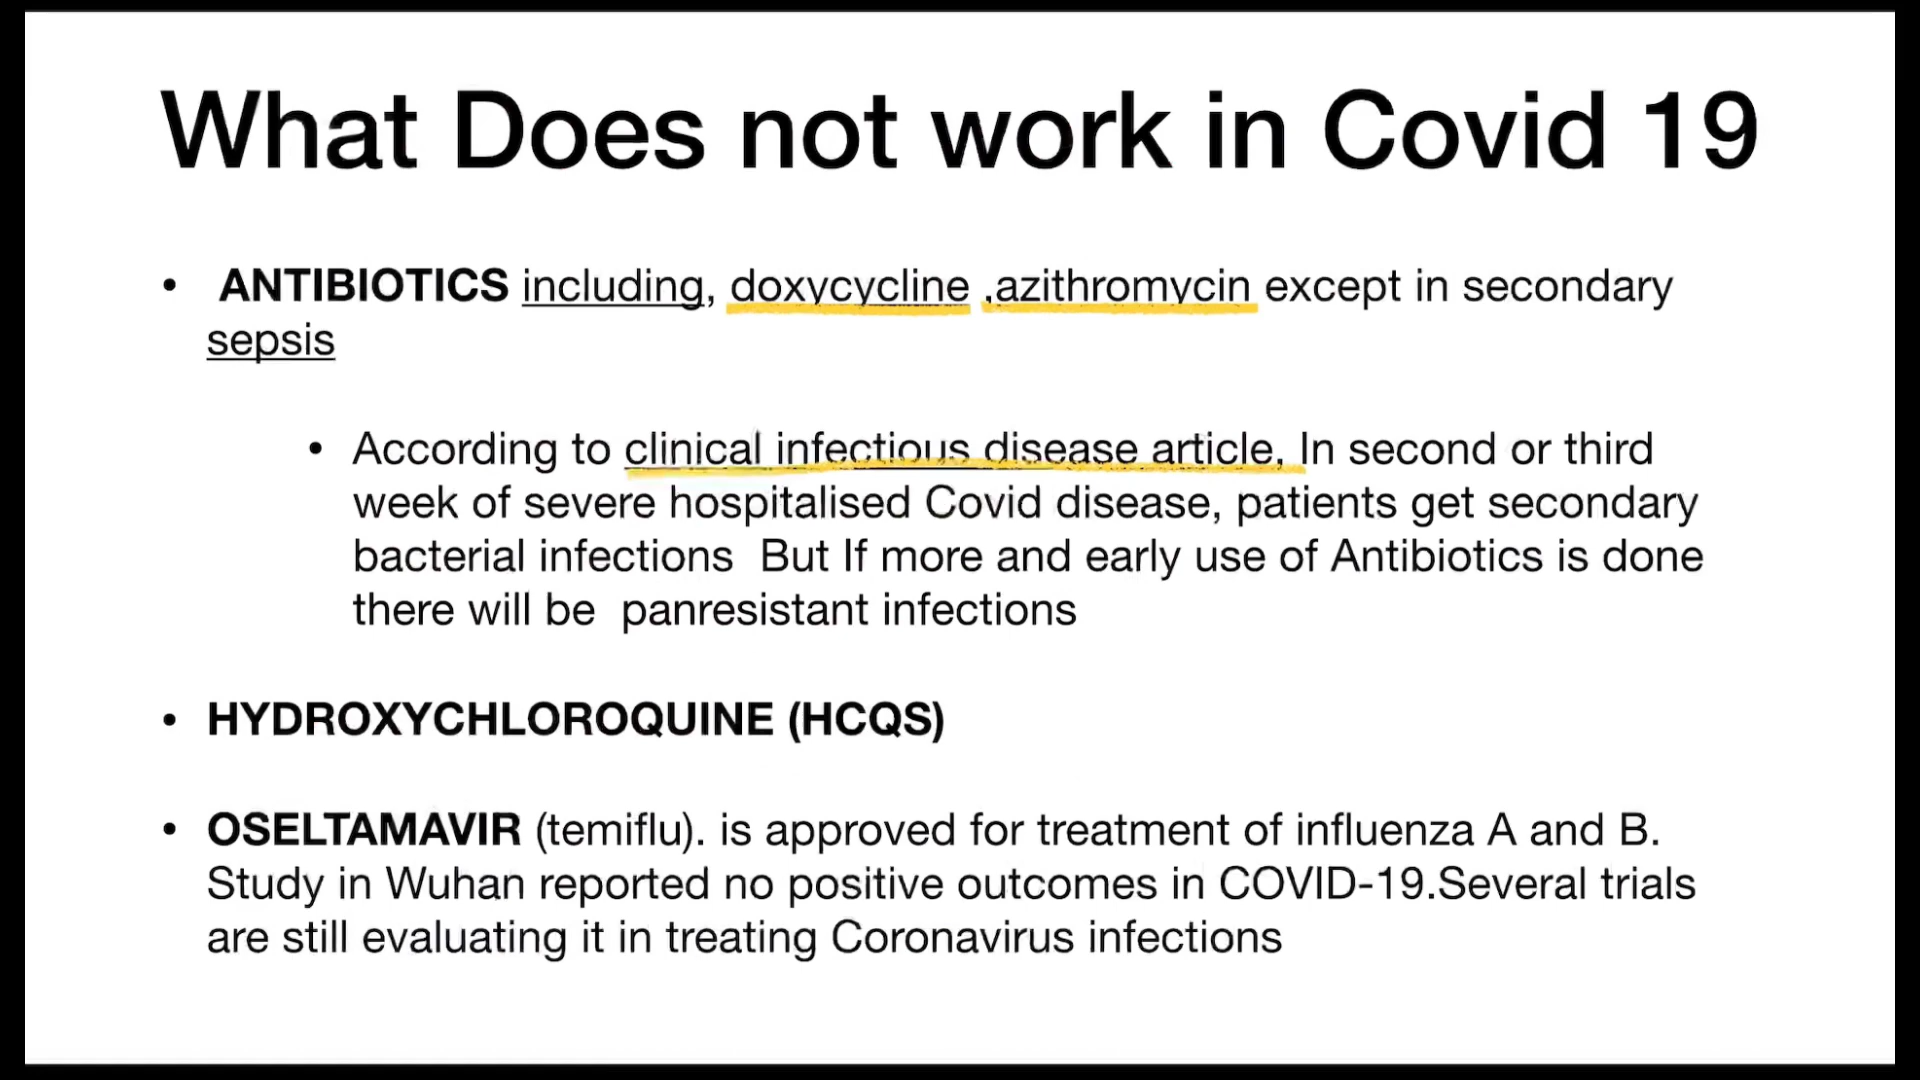 What Does not work in Covid 19
• ANTIBIOTICS including, doxycycline ,azithromycin except in secondary
sepsis
• According to clinical infectious disease article, In second or third
week of severe hospitalised Covid disease, patients get secondary
bacterial infections  But If more and early use of Antibiotics is done
there will be  panresistant infections
• HYDROXYCHLOROQUINE (HCQS)
• OSELTAMAVIR (temiflu). is approved for treatment of influenza A and B.
Study in Wuhan reported no positive outcomes in COVID-19.Several trials
are still evaluating it in treating Coronavirus infections